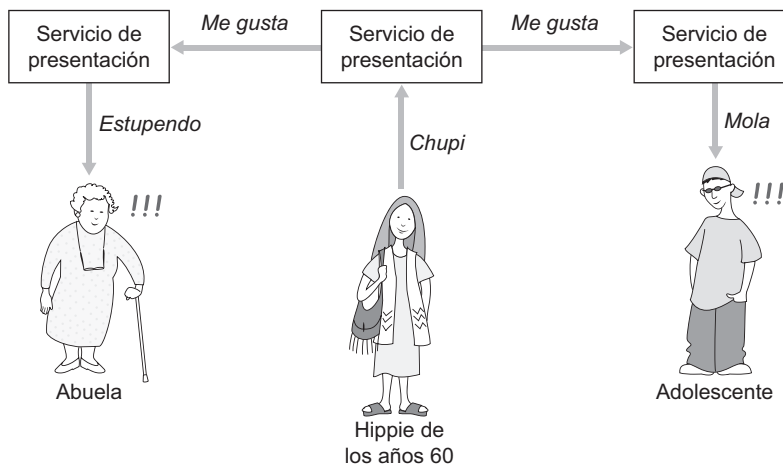 Servicio de
presentación
Me gusta
Servicio de
presentación
Me gusta
Servicio de
presentación
Estupendo
Chupi
Mola
!!!
!!!
Abuela
Hippie de
los años 60
Adolescente